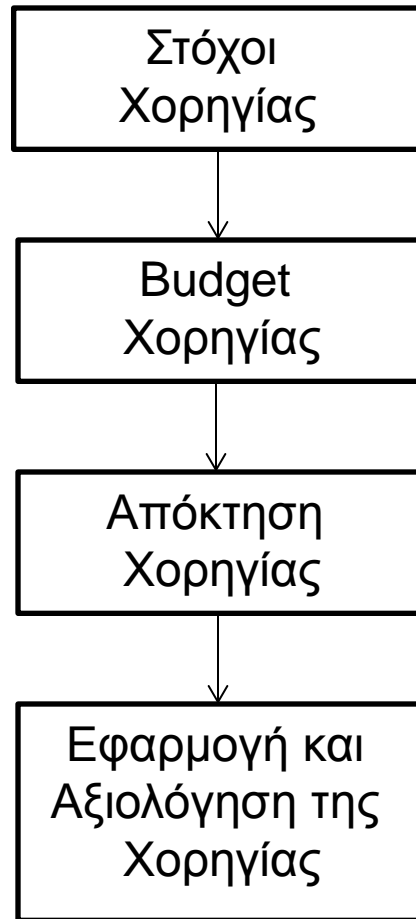 Στόχοι
Χορηγίας
Budget
Χορηγίας
Απόκτηση
Χορηγίας
Εφαρμογή και
Αξιολόγηση της
Χορηγίας